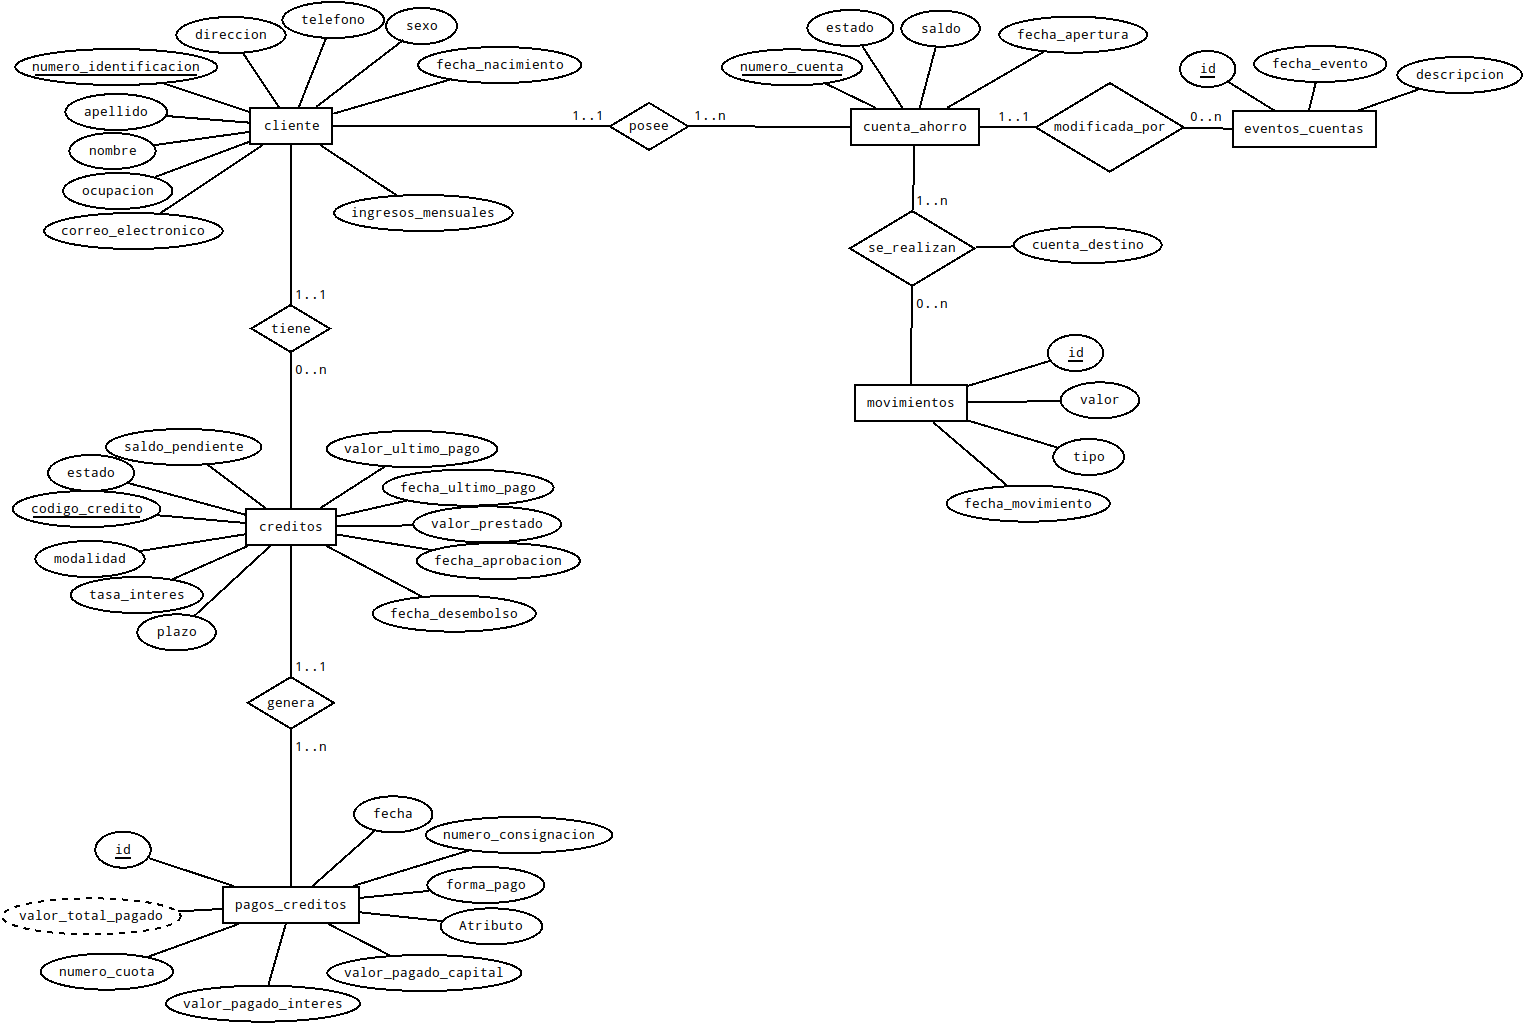 telefono
sexo
direccion
numero_identificacion
fecha_nacimiento
apellido
cliente
nombre
ocupacion
correo_electronico
ingresos_mensuales
1..1
posee
1..n
estado
saldo
fecha_apertura
numero_cuenta
cuenta_ahorro
1..1
modificada_por
0..n
id
fecha_evento
descripcion
eventos_cuentas
1..n
se_realizan
cuenta_destino
0..n
id
movimientos
valor
tipo
fecha_movimiento
1..1
tiene
0..n
saldo_pendiente
valor_ultimo_pago
estado
fecha_ultimo_pago
codigo_credito
creditos
valor_prestado
modalidad
fecha_aprobacion
tasa_interes
fecha_desembolso
plazo
1..1
genera
1..n
fecha
numero_consignacion
id
forma_pago
pagos_creditos
valor_total_pagado
Atributo
numero_cuota
valor_pagado_capital
valor_pagado_interes